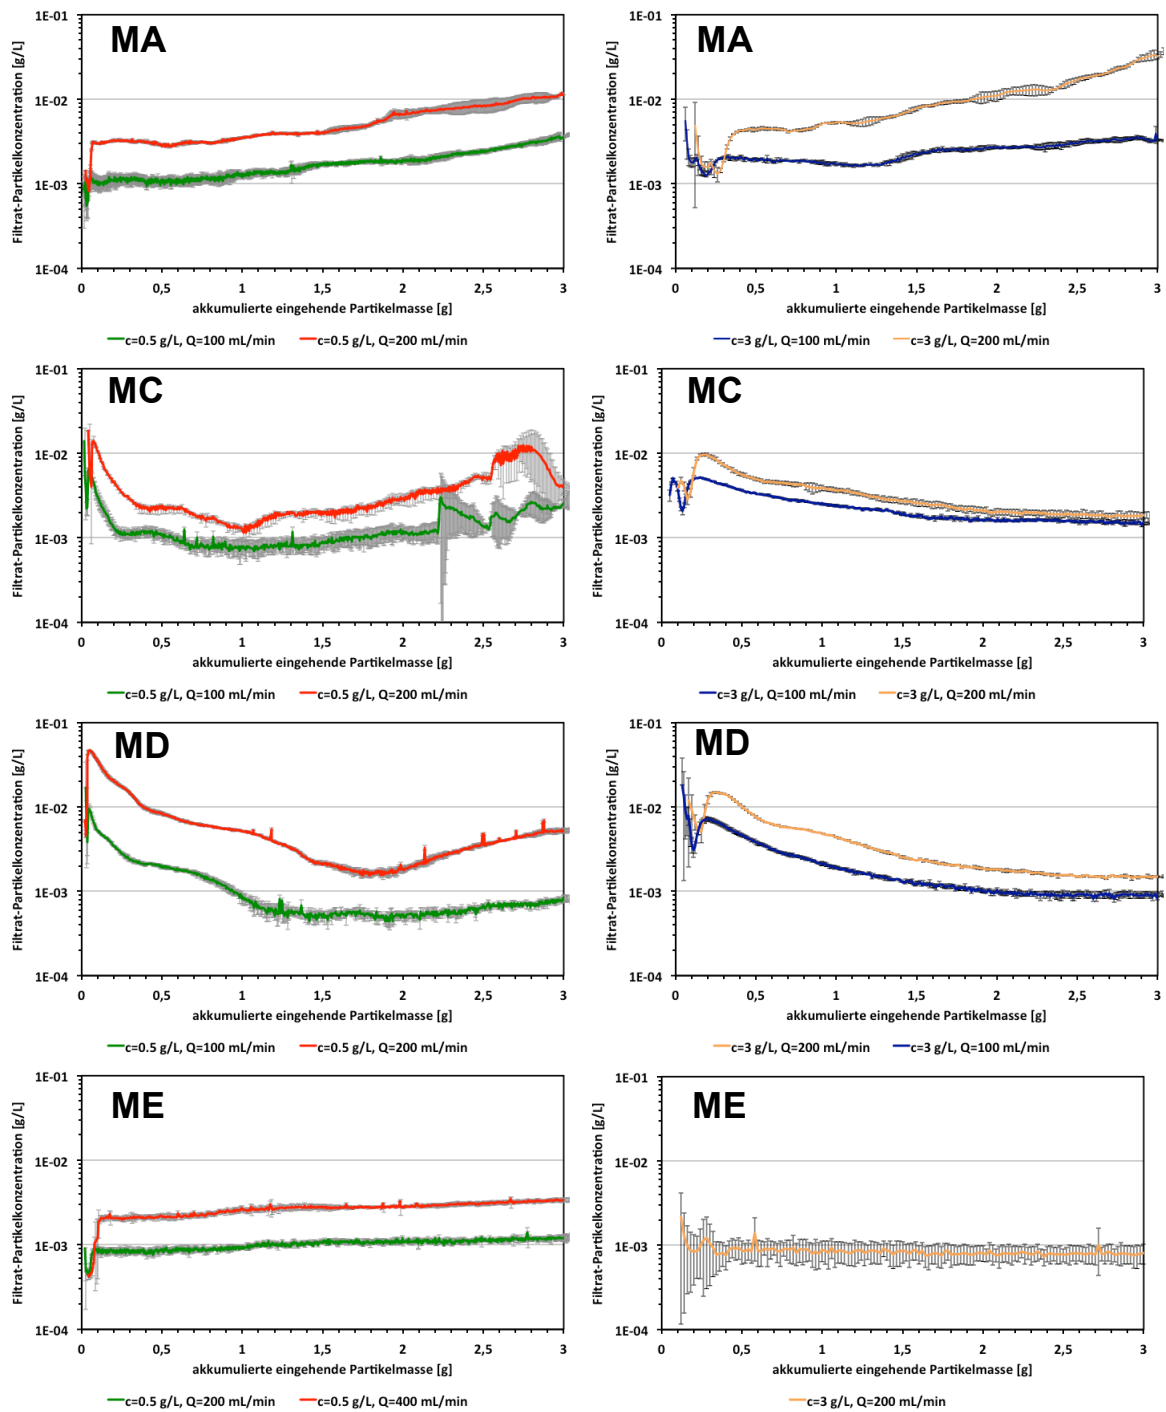 MA
Filtrat-Partikelkonzentration [g/L]
1E-01
1E-02
1E-03
1E-04
0 0,5 1 1,5 2 2,5 3
akkumulierte eingehende Partikelmasse [g]
c=0.5 g/L, Q=100 mL/min c=0.5 g/L, Q=200 mL/min
MA
Filtrat-Partikelkonzentration [g/L]
1E-01
1E-02
1E-03
1E-04
0 0,5 1 1,5 2 2,5 3
akkumulierte eingehende Partikelmasse [g]
c=3 g/L, Q=100 mL/min c=3 g/L, Q=200 mL/min
MC
Filtrat-Partikelkonzentration [g/L]
1E-01
1E-02
1E-03
1E-04
0 0,5 1 1,5 2 2,5 3
akkumulierte eingehende Partikelmasse [g]
c=0.5 g/L, Q=100 mL/min c=0.5 g/L, Q=200 mL/min
MC
Filtrat-Partikelkonzentration [g/L]
1E-01
1E-02
1E-03
1E-04
0 0,5 1 1,5 2 2,5 3
akkumulierte eingehende Partikelmasse [g]
c=3 g/L, Q=100 mL/min c=3 g/L, Q=200 mL/min
MD
Filtrat-Partikelkonzentration [g/L]
1E-01
1E-02
1E-03
1E-04
0 0,5 1 1,5 2 2,5 3
akkumulierte eingehende Partikelmasse [g]
c=0.5 g/L, Q=100 mL/min c=0.5 g/L, Q=200 mL/min
MD
Filtrat-Partikelkonzentration [g/L]
1E-01
1E-02
1E-03
1E-04
0 0,5 1 1,5 2 2,5 3
akkumulierte eingehende Partikelmasse [g]
c=3 g/L, Q=200 mL/min c=3 g/L, Q=100 mL/min
ME
Filtrat-Partikelkonzentration [g/L]
1E-01
1E-02
1E-03
1E-04
0 0,5 1 1,5 2 2,5 3
akkumulierte eingehende Partikelmasse [g]
c=0.5 g/L, Q=200 mL/min c=0.5 g/L, Q=400 mL/min
ME
Filtrat-Partikelkonzentration [g/L]
1E-01
1E-02
1E-03
1E-04
0 0,5 1 1,5 2 2,5 3
akkumulierte eingehende Partikelmasse [g]
c=3 g/L, Q=200 mL/min